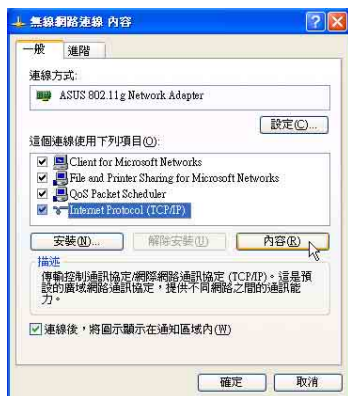 無線網路連線 內容
一般
進階
連線方式:
ASUS 802.11g Network Adapter
設定(C)...
這個連線使用下列項目(O):
Client for Microsoft Networks
File and Printer Sharing for Microsoft Networks
QoS Packet Scheduler
Internet Protocol (TCP/IP)
安裝(N)...
解除安裝(U)
內容(R)
描述
傳輸控制通訊協定/網際網路通訊協定 (TCP/IP)。這是預
設的廣域網路通訊協定，提供不同網路之間的通訊能
力。
連線後，將圖示顯示在通知區域內(W)
確定
取消